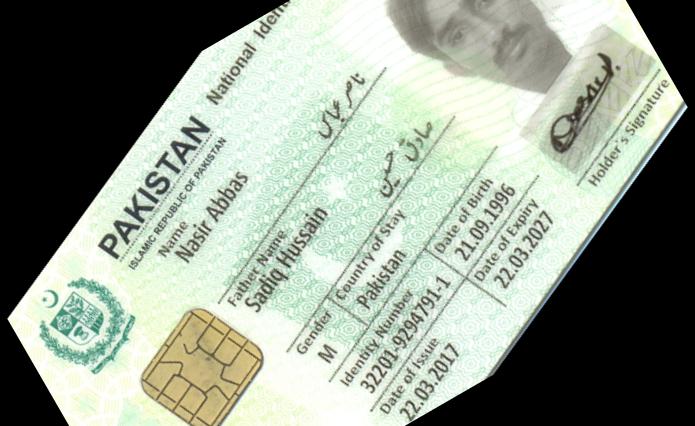 PAKISTAN National Iden
ISLAMIC REPUBLIC OF PAKISTAN
Name
Nasir Abbas
ناصر عباس
Father Name
Sadiq Hussain
صادق حسین
Gender Country of Stay
M Pakistan
Identity Number Date of Birth
32201-9294791-1 21.09.1996
Date of Issue Date of Expiry
22.03.2017 22.03.2027
Holder's Signature